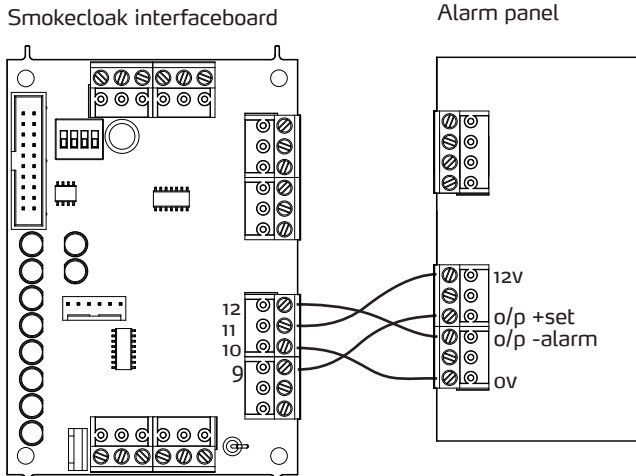 Smokecloak interfaceboard
Alarm panel
12
11
10
9
12V
o/p +set
o/p -alarm
0V